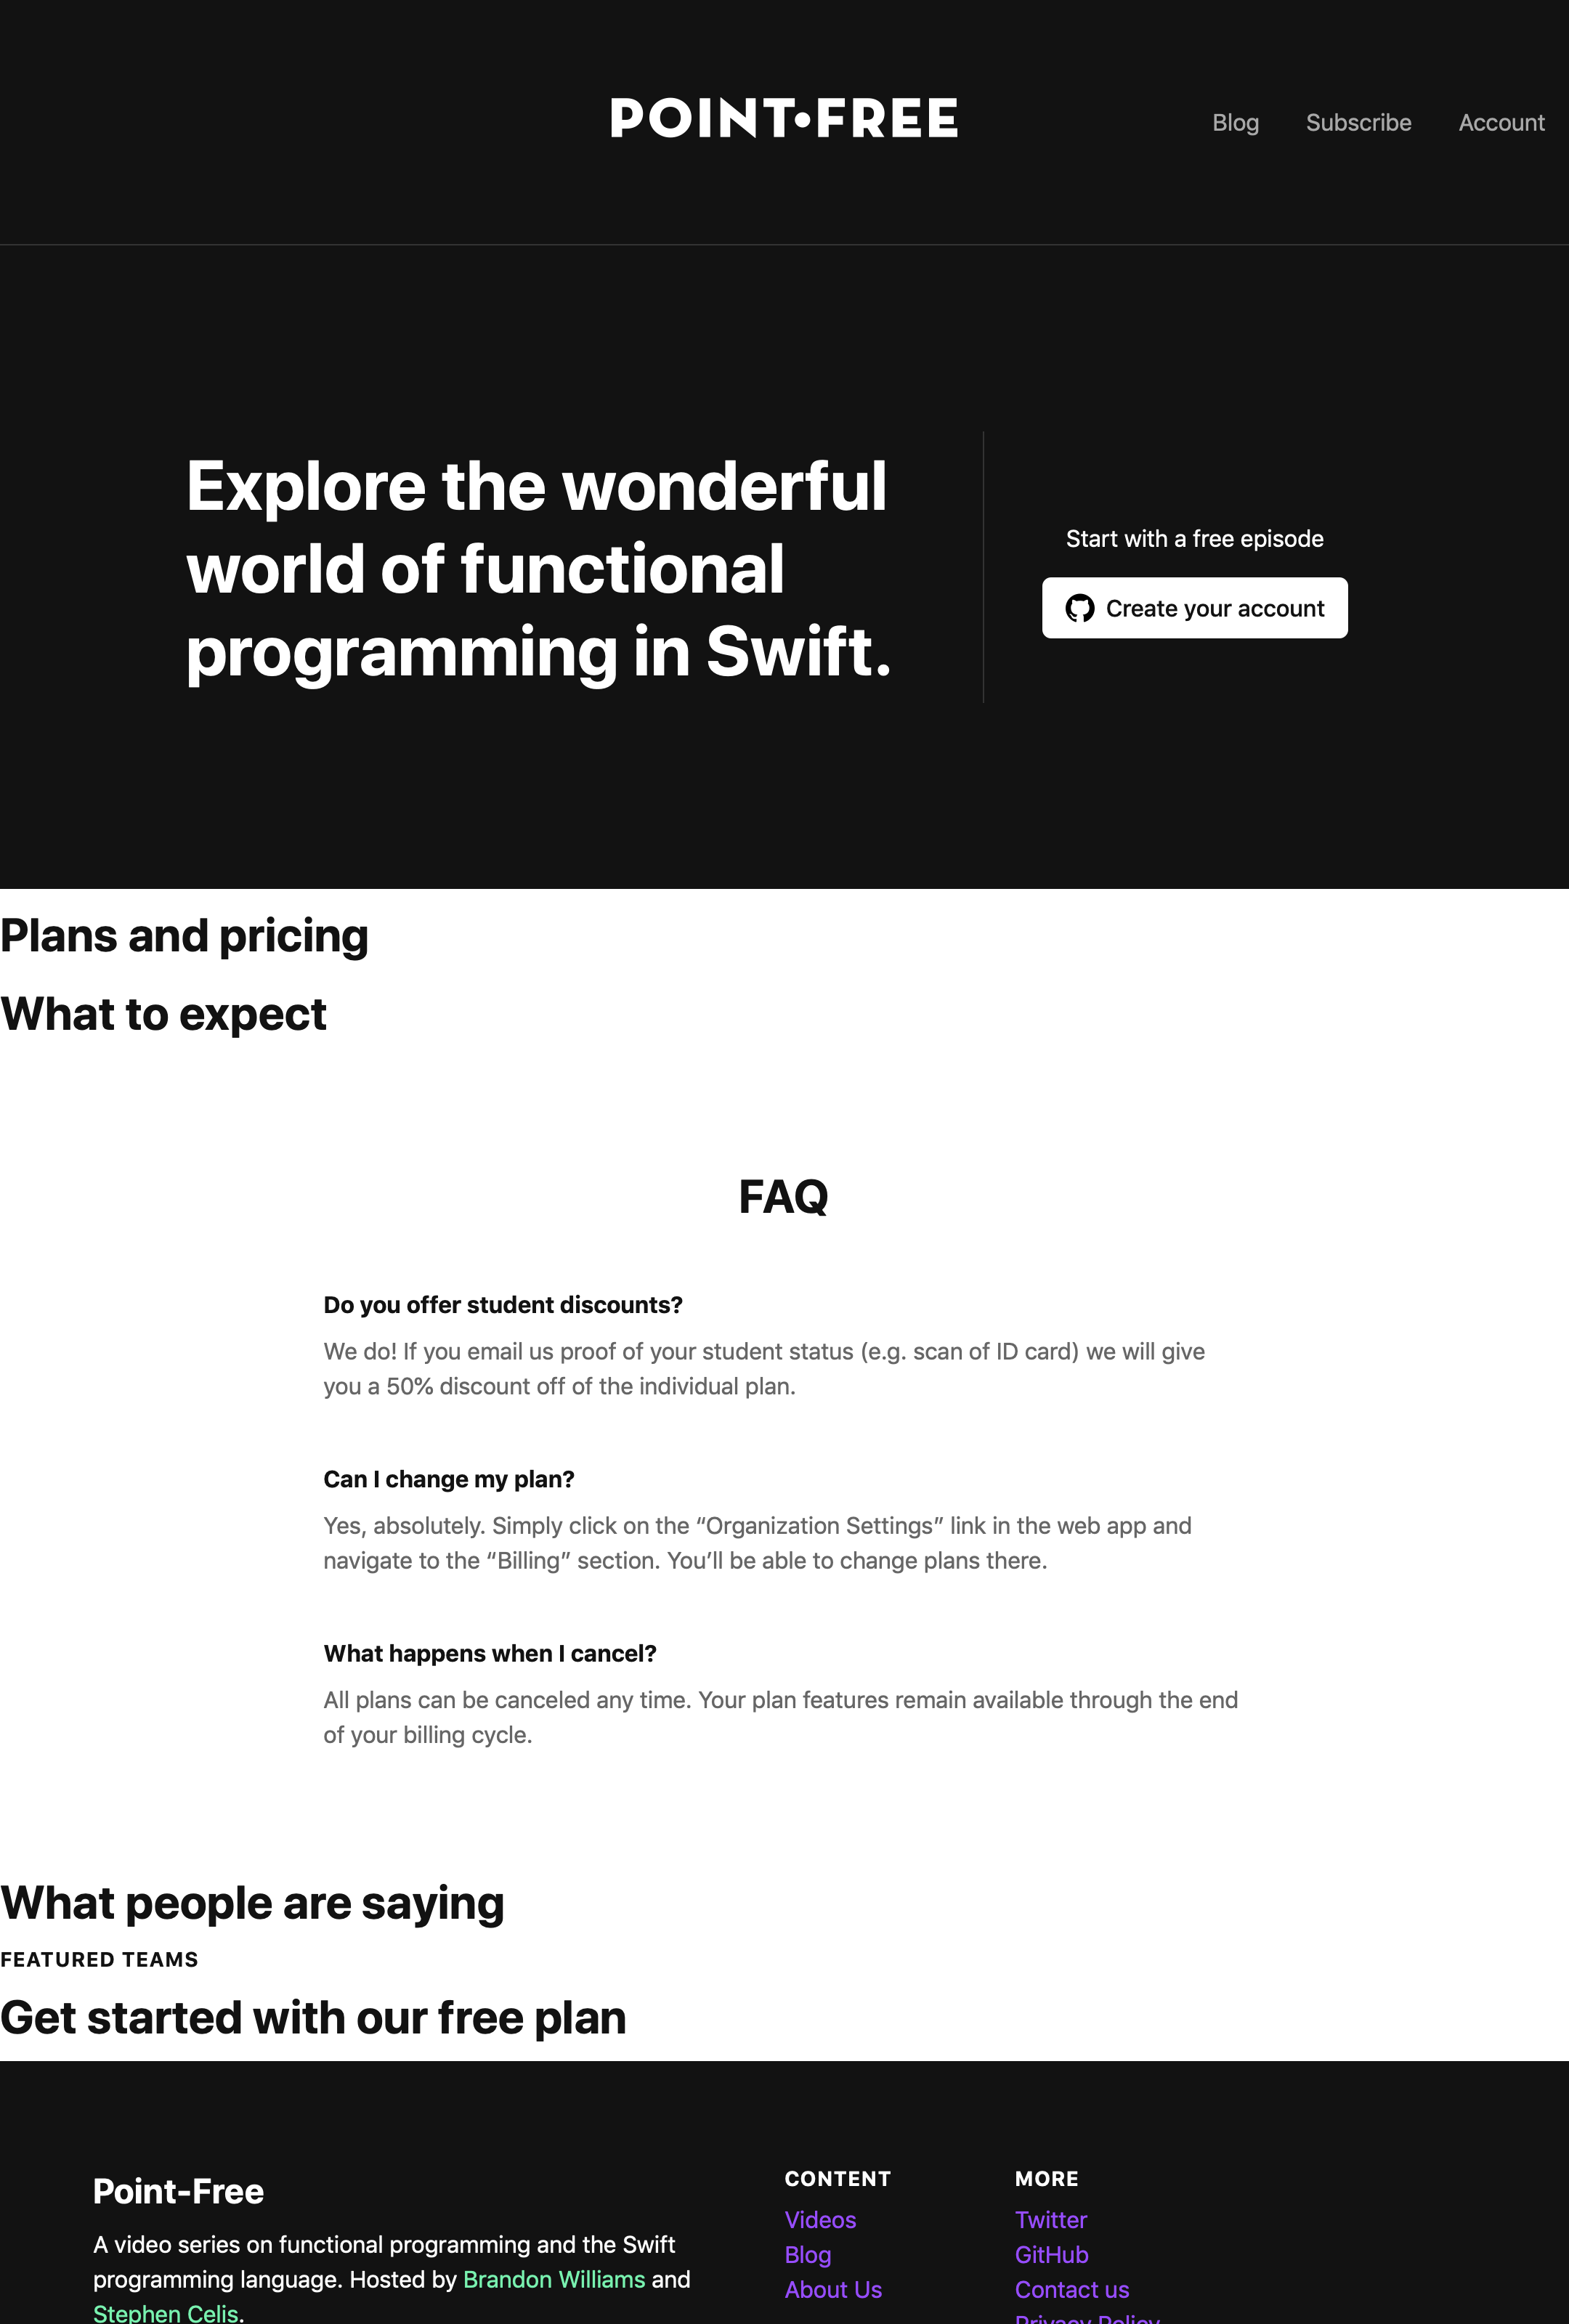 POINT•FREE
Blog
Subscribe
Account
Explore the wonderful
world of functional
programming in Swift.
Start with a free episode
Create your account
Plans and pricing
What to expect
FAQ
Do you offer student discounts?
We do! If you email us proof of your student status (e.g. scan of ID card) we will give
you a 50% discount off of the individual plan.
Can I change my plan?
Yes, absolutely. Simply click on the “Organization Settings” link in the web app and
navigate to the “Billing” section. You’ll be able to change plans there.
What happens when I cancel?
All plans can be canceled any time. Your plan features remain available through the end
of your billing cycle.
What people are saying
FEATURED TEAMS
Get started with our free plan
Point-Free
A video series on functional programming and the Swift
programming language. Hosted by Brandon Williams and
Stephen Celis.
CONTENT
Videos
Blog
About Us
MORE
Twitter
GitHub
Contact us
Privacy Policy